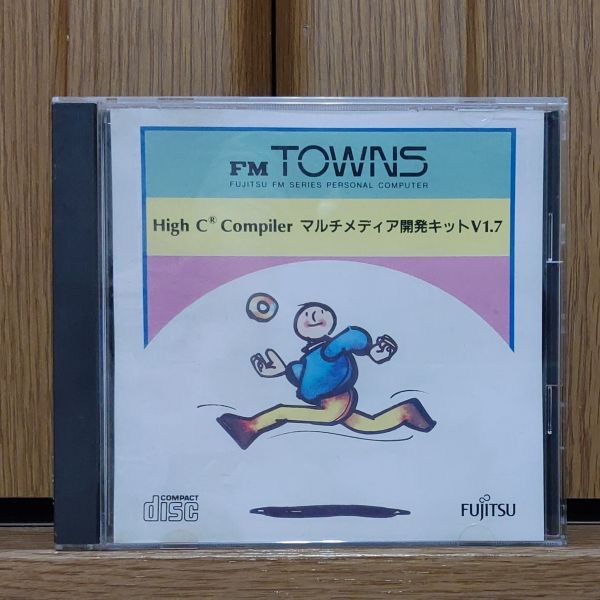 FM TOWNS
FUJITSU FM SERIES PERSONAL COMPUTER
High C® Compiler マルチメディア開発キットV1.7
COMPACT
disc
FUJITSU